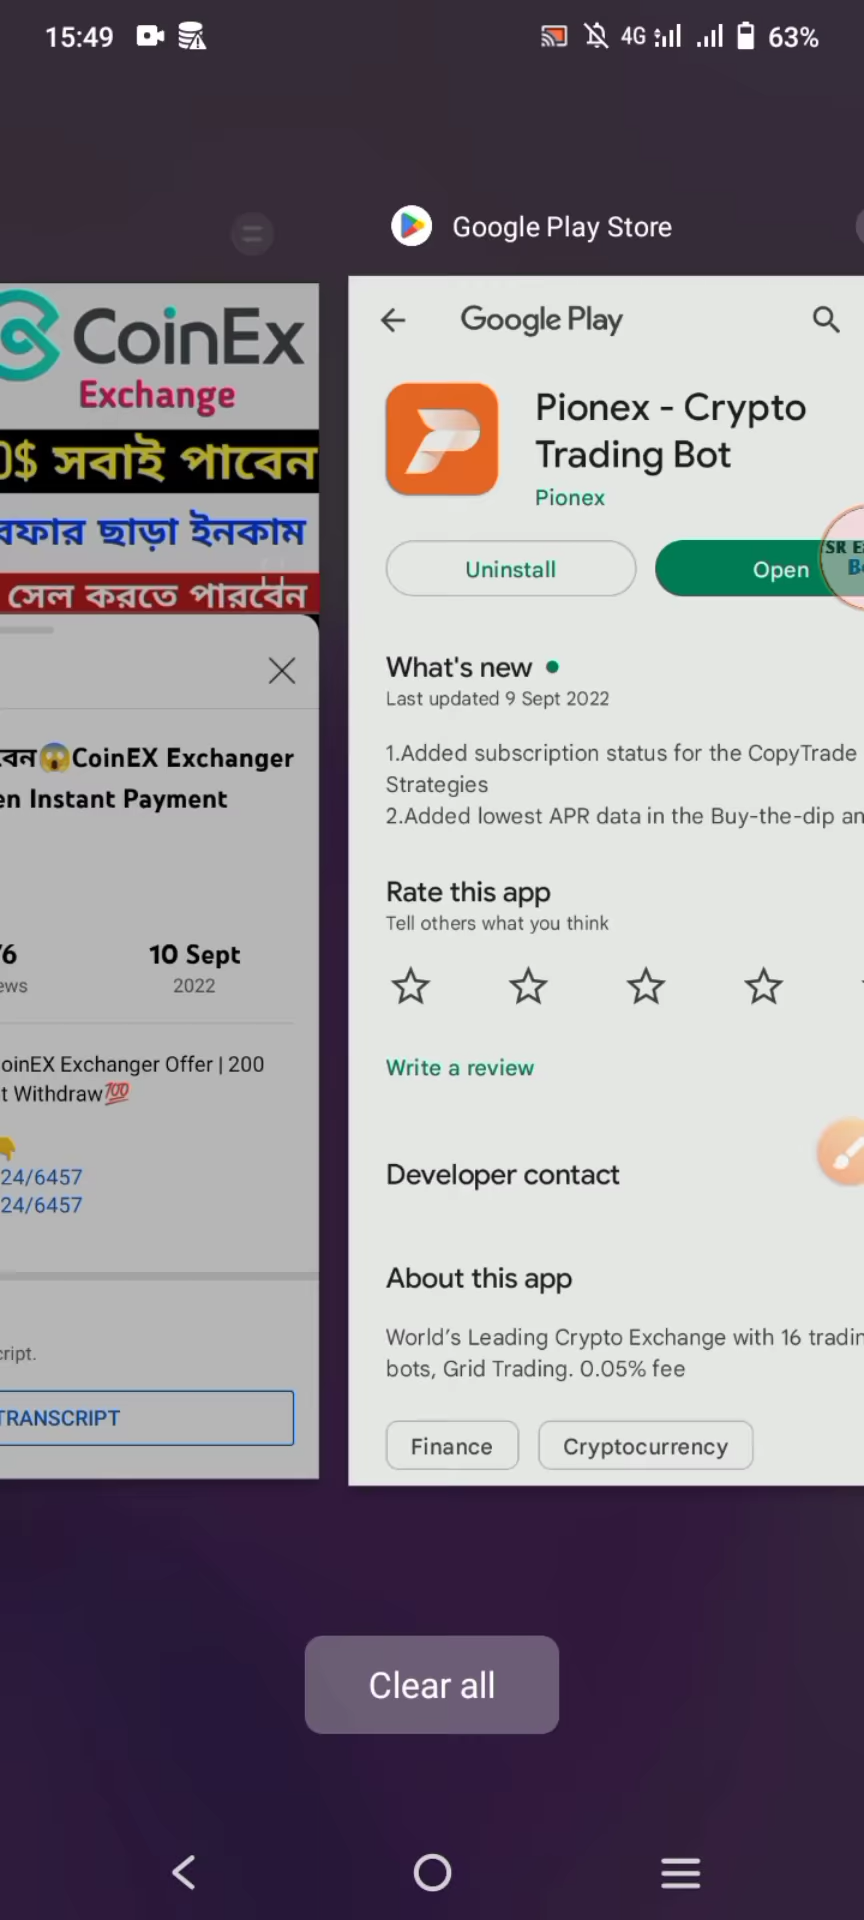 15:49
4G
63%
Google Play Store
CoinEx
Exchange
0$ সবাই পাবেন
ছাড়া ইনকাম
সেল করতে পারবেন
CoinEX Exchanger
Instant Payment
10 Sept
2022
Exchanger Offer | 200
Withdraw💯
24/6457
24/6457
TRANSCRIPT
Google Play
Pionex - Crypto
Trading Bot
Pionex
Uninstall
Open
SR
What's new
Last updated 9 Sept 2022
1.Added subscription status for the CopyTrade
Strategies
2.Added lowest APR data in the Buy-the-dip
Rate this app
Tell others what you think
Write a review
Developer contact
About this app
World's Leading Crypto Exchange with 16
bots, Grid Trading. 0.05% fee
Finance
Cryptocurrency
Clear all